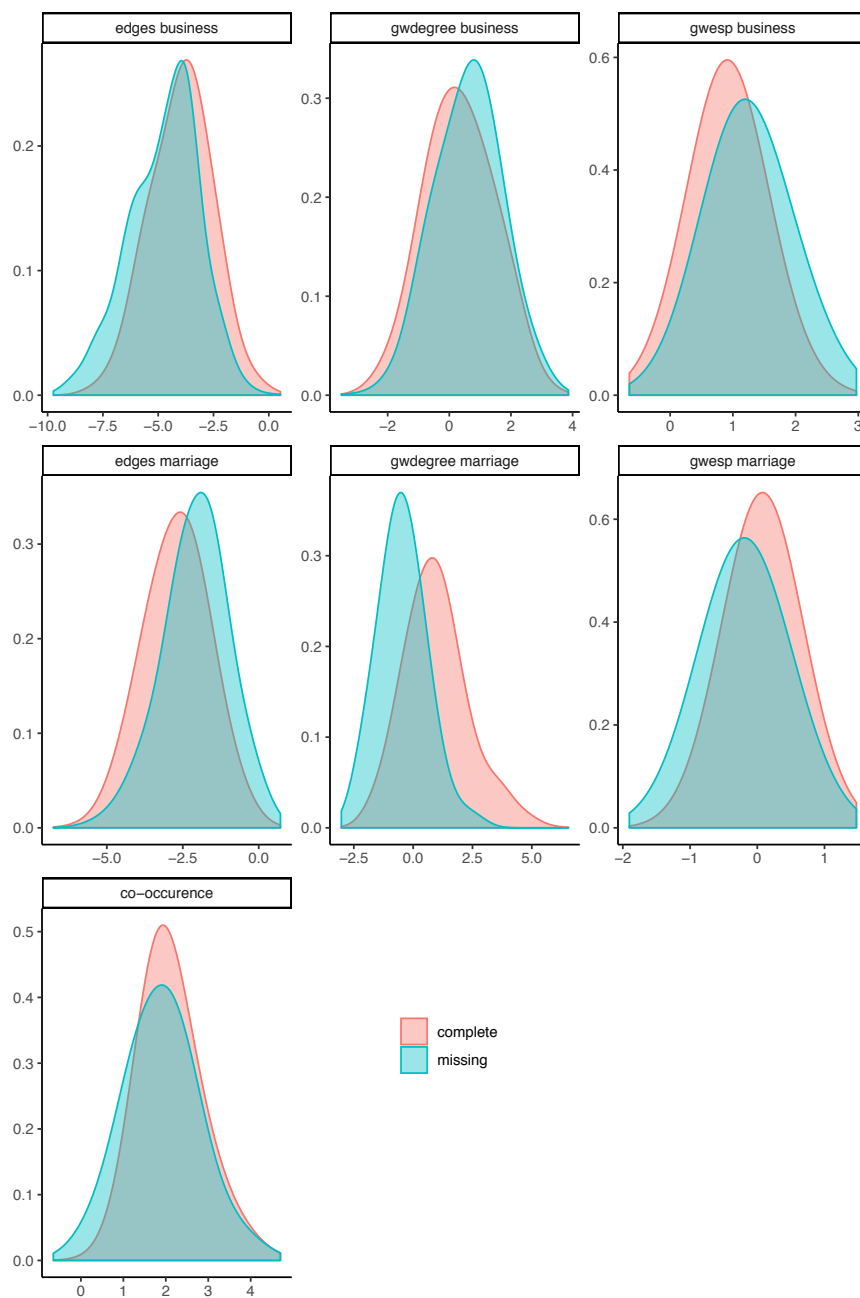 edges business
gwdegree business
gwesp business
0.2
0.1
0.0
−10.0 −7.5 −5.0 −2.5 0.0
0.3
0.2
0.1
0.0
−2 0 2 4
0.6
0.4
0.2
0.0
0 1 2 3
edges marriage
gwdegree marriage
gwesp marriage
0.3
0.2
0.1
0.0
−5.0 −2.5 0.0
0.3
0.2
0.1
0.0
−2.5 0.0 2.5 5.0
0.6
0.4
0.2
0.0
−2 −1 0 1
co−occurence
0.5
0.4
0.3
0.2
0.1
0.0
0 1 2 3 4
complete
missing